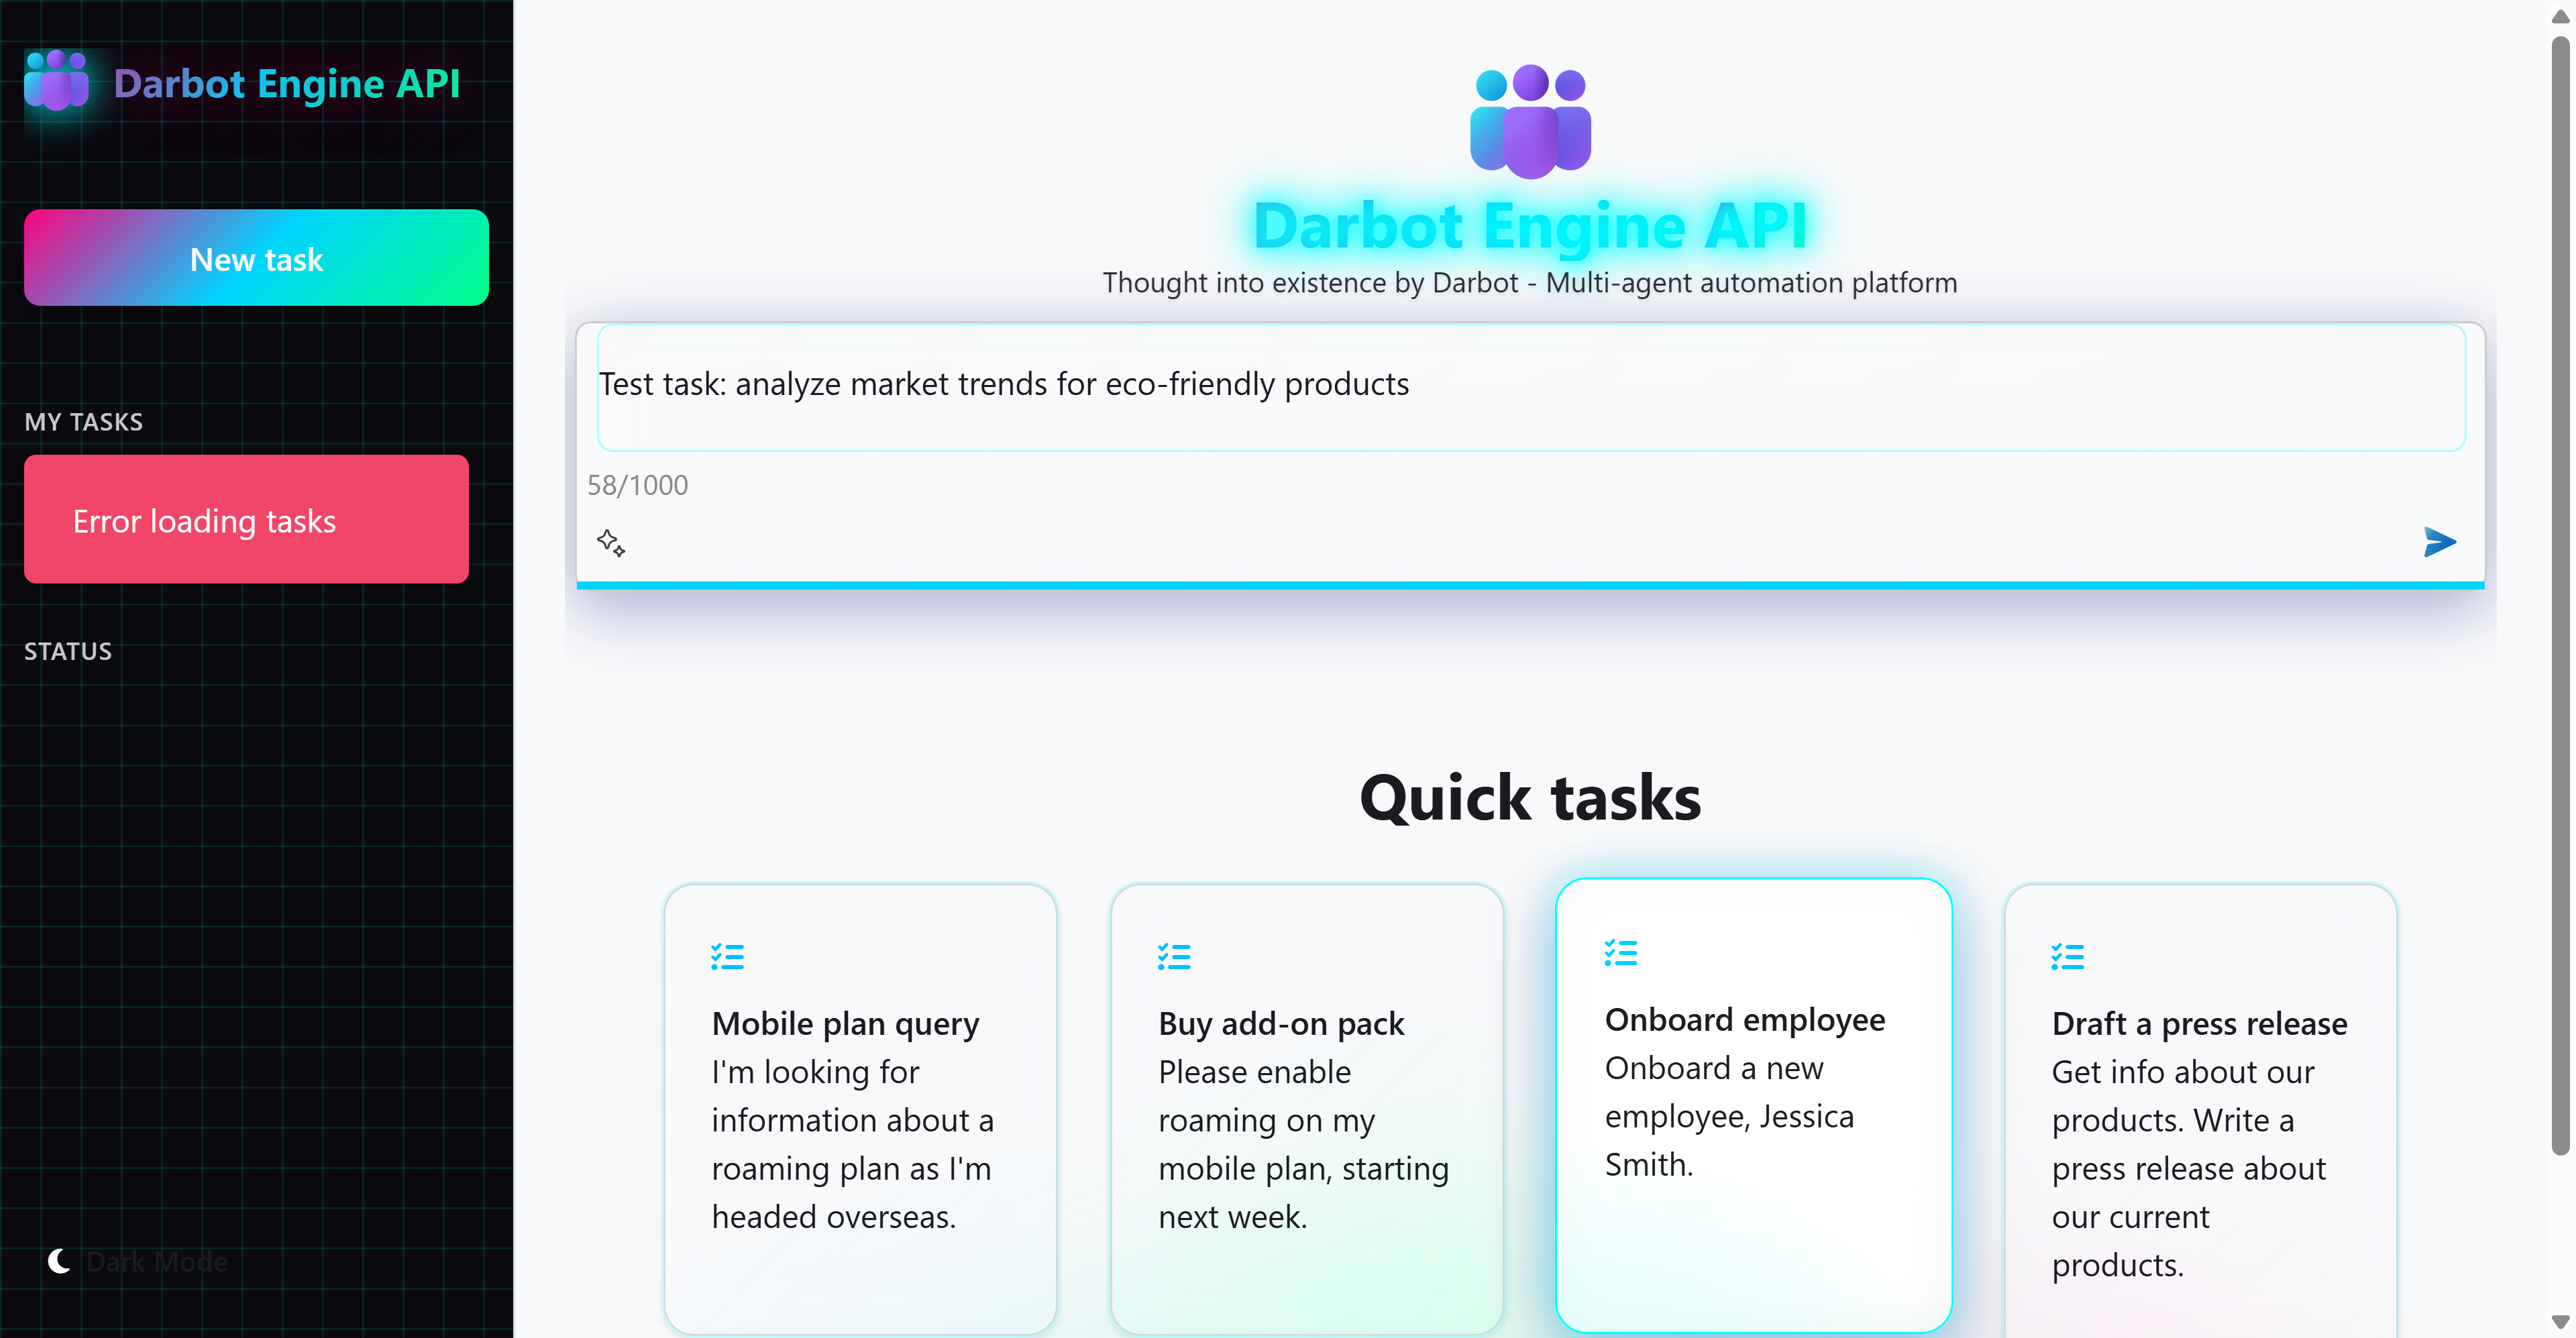 Darbot Engine API
New task
MY TASKS
Error loading tasks
STATUS
Dark Mode
Darbot Engine API
Thought into existence by Darbot - Multi-agent automation platform
Test task: analyze market trends for eco-friendly products
58/1000
Quick tasks
Mobile plan query
I'm looking for
information about a
roaming plan as I'm
headed overseas.
Buy add-on pack
Please enable
roaming on my
mobile plan, starting
next week.
Onboard employee
Onboard a new
employee, Jessica
Smith.
Draft a press release
Get info about our
products. Write a
press release about
our current
products.